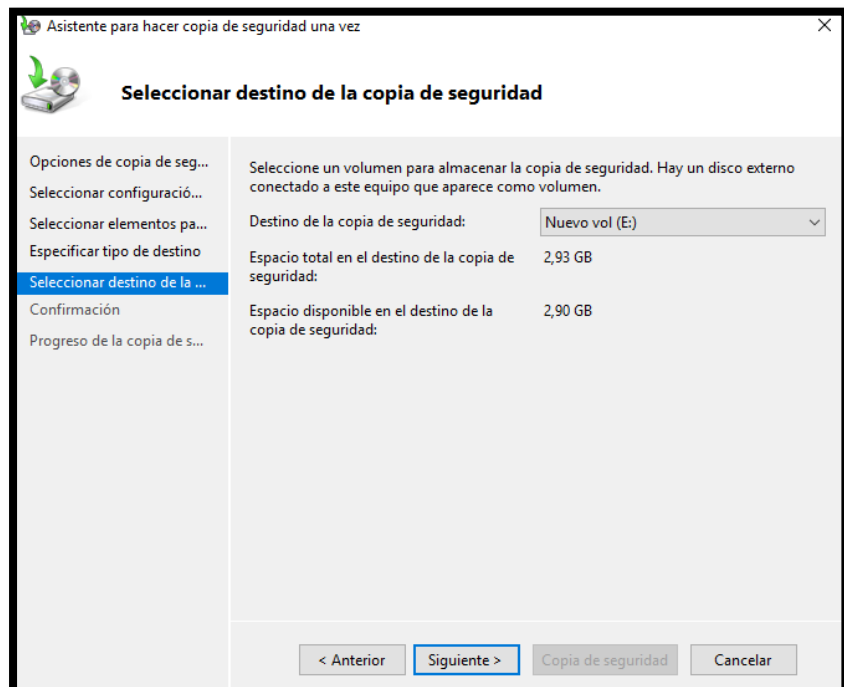 Asistente para hacer copia de seguridad una vez
Seleccionar destino de la copia de seguridad
Opciones de copia de seg...
Seleccionar configuració...
Seleccionar elementos pa...
Especificar tipo de destino
Seleccionar destino de la ...
Confirmación
Progreso de la copia de s...
Seleccione un volumen para almacenar la copia de seguridad. Hay un disco externo
conectado a este equipo que aparece como volumen.
Destino de la copia de seguridad: Nuevo vol (E:)
Espacio total en el destino de la copia de 2,93 GB
seguridad:
Espacio disponible en el destino de la 2,90 GB
copia de seguridad:
< Anterior Siguiente > Copia de seguridad Cancelar